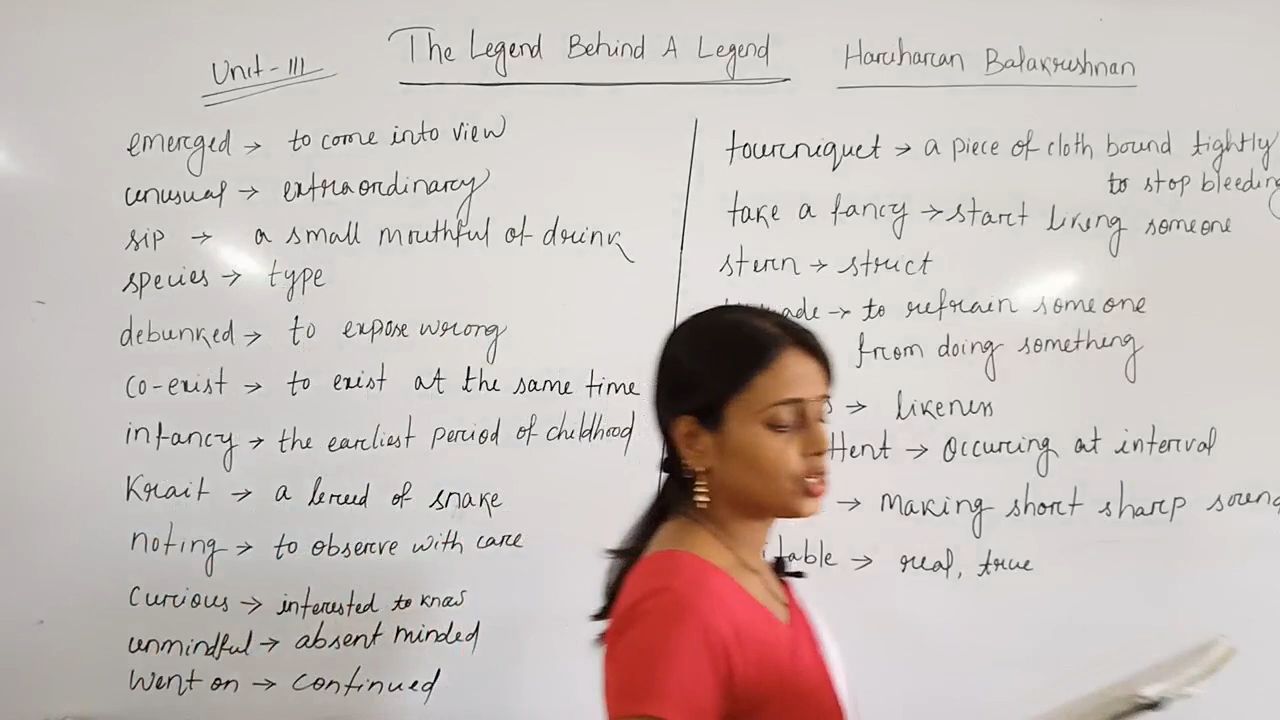 Unit-III
The Legend Behind A Legend
Hariharan Balakrishnan
emerged → to come into view
unusual → extraordinary
sip → a small mouthful of drink
species → type
debunked → to expose wrong
co-exist → to exist at the same time
infancy → the earliest period of childhood
Krait → a breed of snake
noting → to observe with care
Curious → interested to know
unmindful → absent minded
Went on → continued
tourniquet → a piece of cloth bound tightly
to stop bleeding
take a fancy → start liking someone
stern → strict
ade → to refrain someone
from doing something
s → likeness
ttent → Occuring at interval
→ Making short sharp sound
itable → real, true